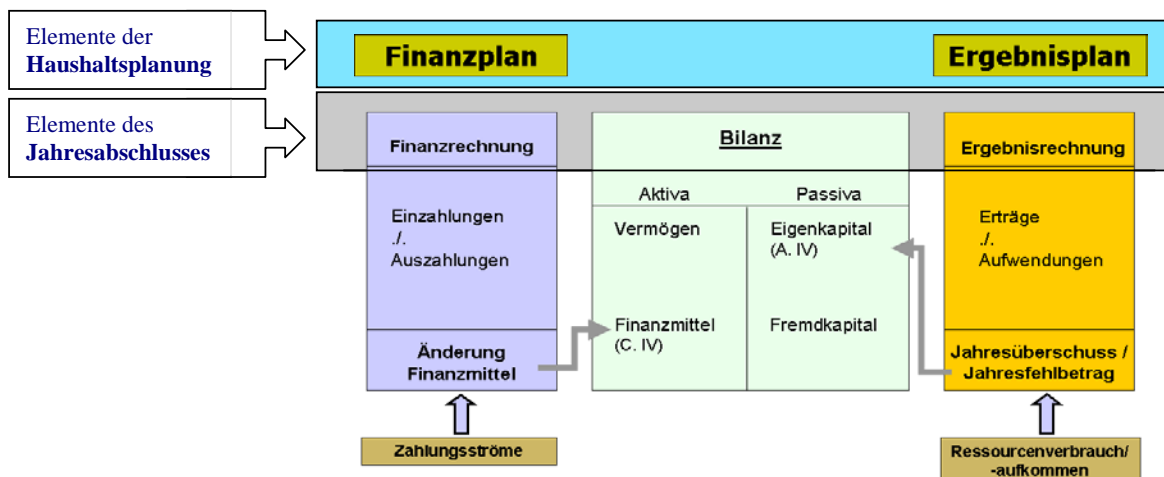 Elemente der
Haushaltsplanung
Finanzplan
Ergebnisplan
Elemente des
Jahresabschlusses
Finanzrechnung
Einzahlungen
./.
Auszahlungen
Änderung
Finanzmittel
Zahlungsströme
Bilanz
Aktiva
Passiva
Vermögen
Eigenkapital
(A. IV)
Finanzmittel
(C. IV)
Fremdkapital
Ergebnisrechnung
Erträge
./.
Aufwendungen
Jahresüberschuss /
Jahresfehlbetrag
Ressourcenverbrauch/
-aufkommen